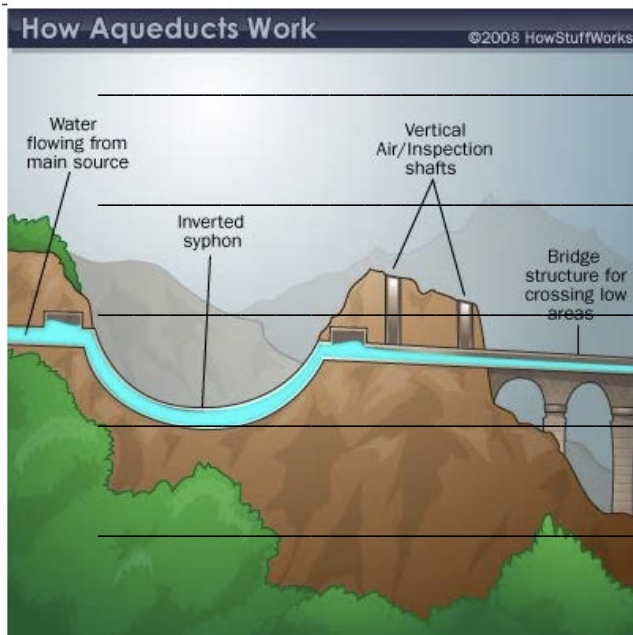 How Aqueducts Work
©2008 HowStuffWorks
Water
flowing from
main source
Vertical
Air/Inspection
shafts
Inverted
syphon
Bridge
structure for
crossing low
areas